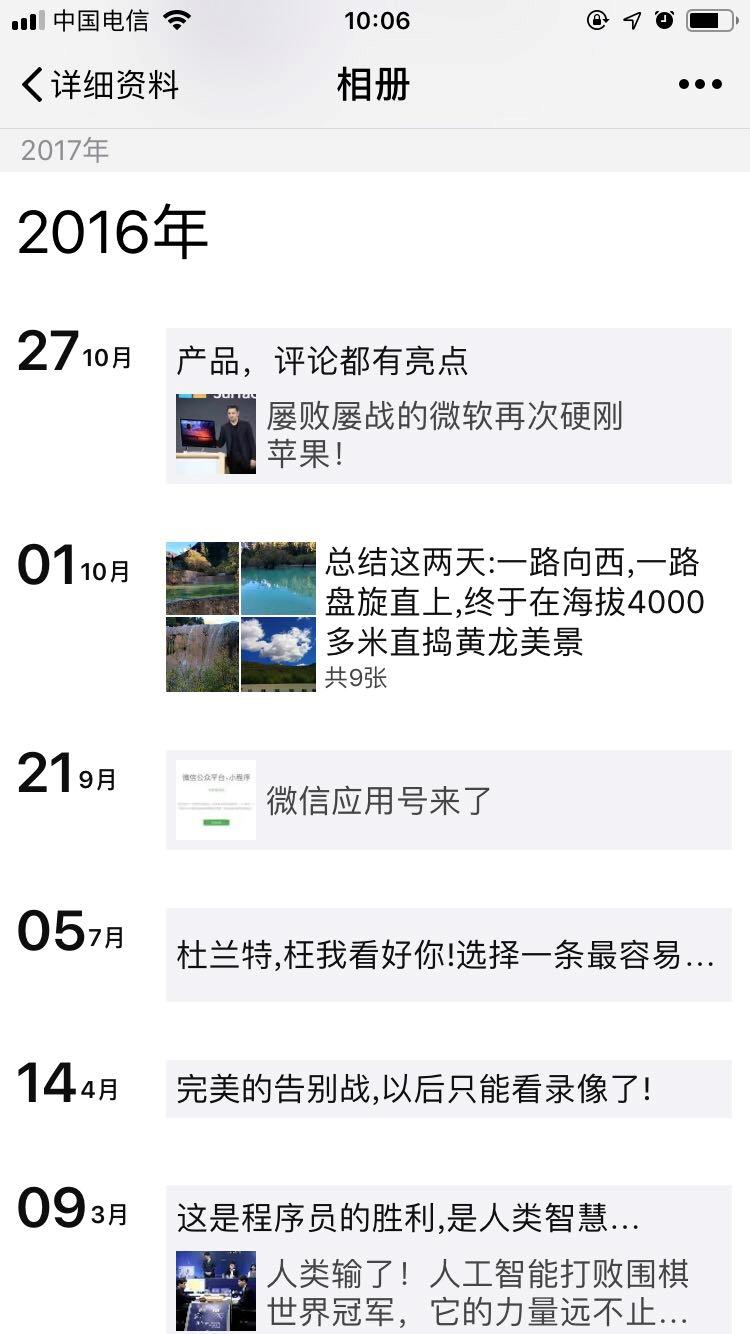 中国电信
10:06
详细资料
相册
2017年
2016年
27 10月
产品，评论都有亮点
Surfac
屡败屡战的微软再次硬刚
苹果！
01 10月
总结这两天:一路向西,一路
盘旋直上,终于在海拔4000
多米直捣黄龙美景
共9张
21 9月
微信公众平台·小程序
微信应用号来了
05 7月
杜兰特,枉我看好你!选择一条最容易…
14 4月
完美的告别战,以后只能看录像了!
09 3月
这是程序员的胜利,是人类智慧…
人类输了！人工智能打败围棋
世界冠军，它的力量远不止…